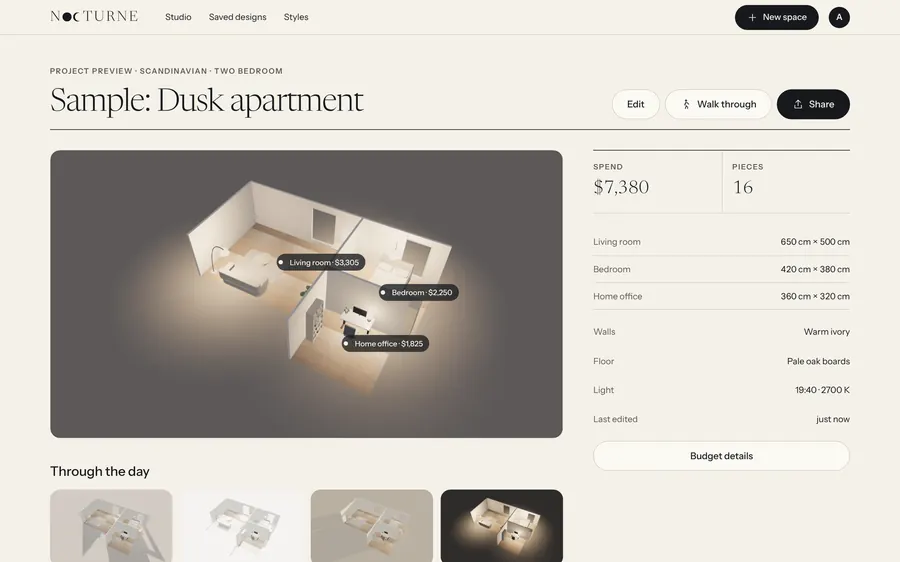 NOCTURNE
Studio
Saved designs
Styles
New space
A
PROJECT PREVIEW · SCANDINAVIAN · TWO BEDROOM
Sample: Dusk apartment
Edit
Walk through
Share
Living room · $3,305
Bedroom · $2,250
Home office · $1,825
SPEND
$7,380
PIECES
16
Living room 650 cm × 500 cm
Bedroom 420 cm × 380 cm
Home office 360 cm × 320 cm
Walls Warm ivory
Floor Pale oak boards
Light 19:40 · 2700 K
Last edited just now
Budget details
Through the day